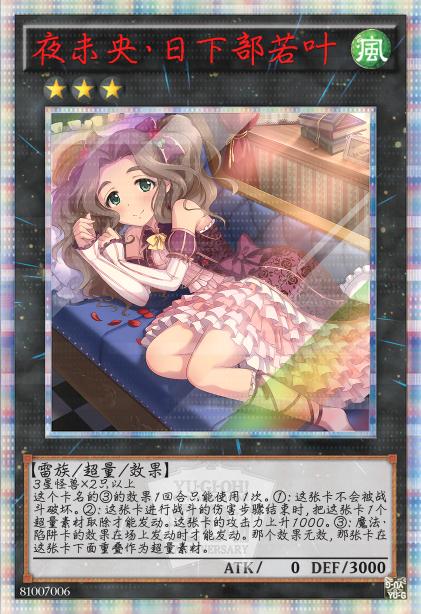 夜未央·日下部若叶
風
【雷族/超量/效果】
3星怪兽×2只以上
这个卡名的③的效果1回合只能使用1次。①:这张卡不会被战
斗破坏。②:这张卡进行战斗的伤害步骤结束时,把这张卡1个
超量素材取除才能发动。这张卡的攻击力上升1000。③:魔法·
陷阱卡的效果在场上发动时才能发动。那个效果无效,那张卡在
这张卡下面重叠作为超量素材。
ATK/ 0 DEF/3000
81007006